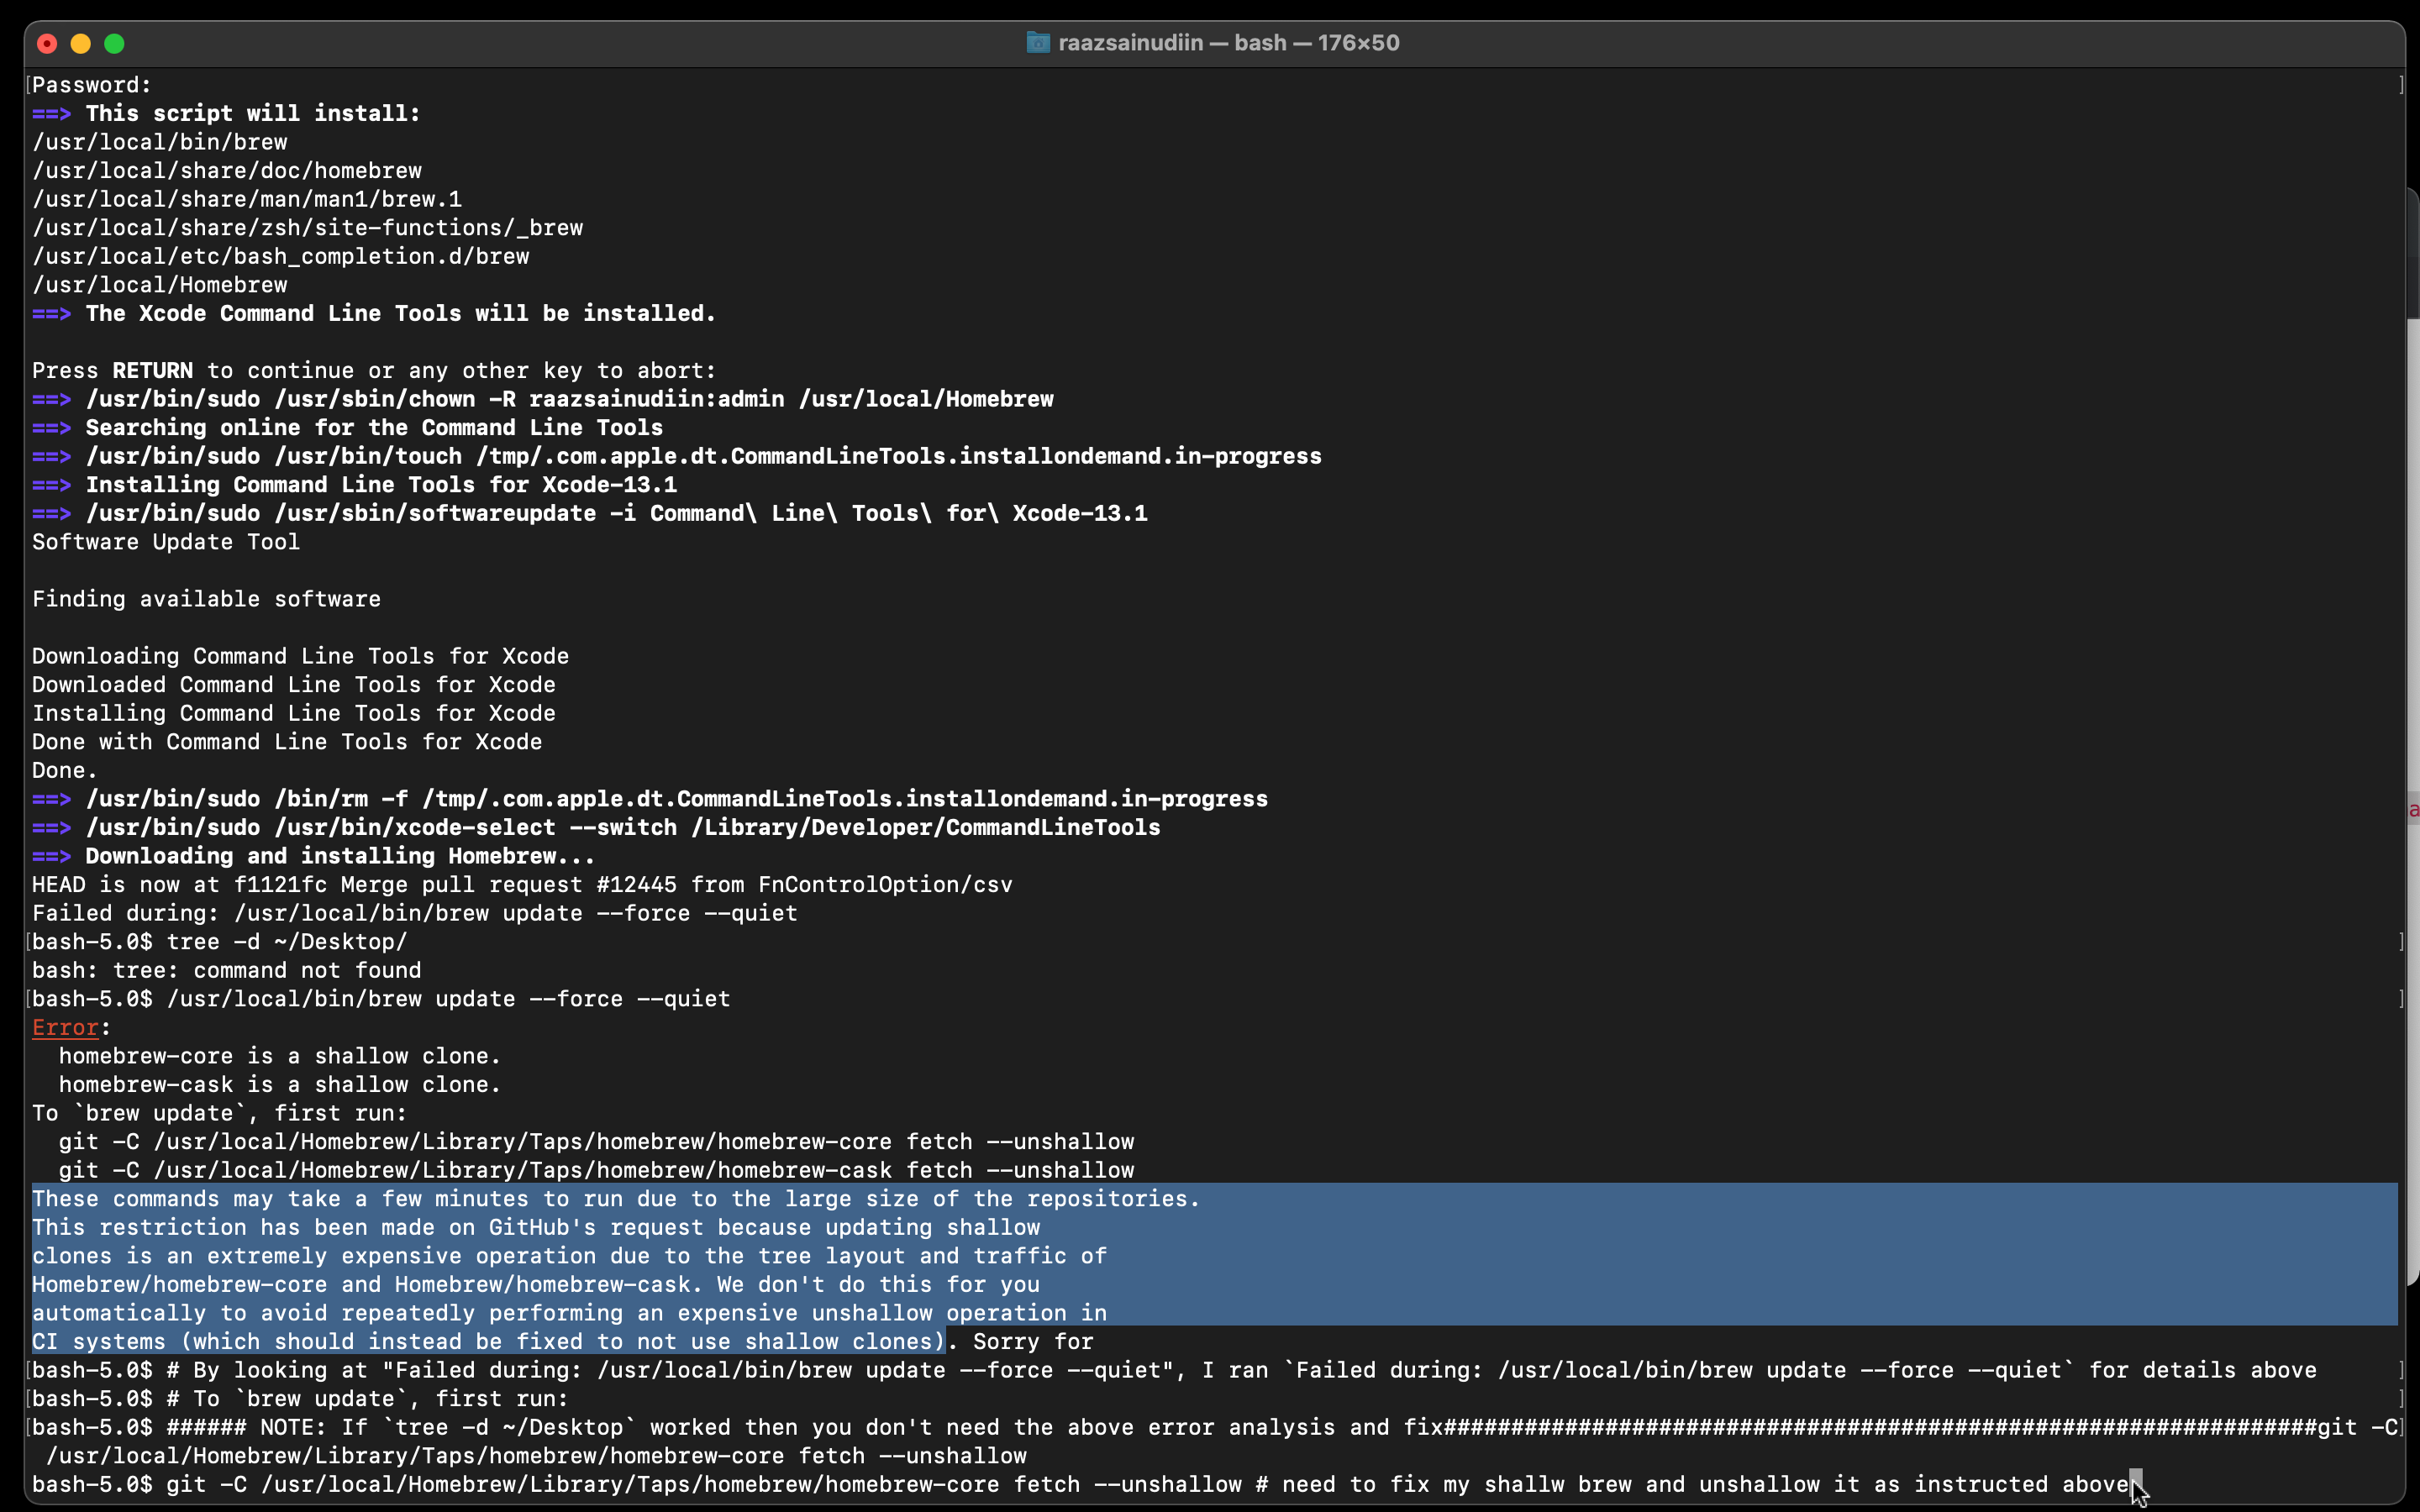 raazsainudiin — bash — 176×50
Password:
==> This script will install:
/usr/local/bin/brew
/usr/local/share/doc/homebrew
/usr/local/share/man/man1/brew.1
/usr/local/share/zsh/site-functions/_brew
/usr/local/etc/bash_completion.d/brew
/usr/local/Homebrew
==> The Xcode Command Line Tools will be installed.
Press RETURN to continue or any other key to abort:
==> /usr/bin/sudo /usr/sbin/chown -R raazsainudiin:admin /usr/local/Homebrew
==> Searching online for the Command Line Tools
==> /usr/bin/sudo /usr/bin/touch /tmp/.com.apple.dt.CommandLineTools.installondemand.in-progress
==> Installing Command Line Tools for Xcode-13.1
==> /usr/bin/sudo /usr/sbin/softwareupdate -i Command\ Line\ Tools\ for\ Xcode-13.1
Software Update Tool
Finding available software
Downloading Command Line Tools for Xcode
Downloaded Command Line Tools for Xcode
Installing Command Line Tools for Xcode
Done with Command Line Tools for Xcode
Done.
==> /usr/bin/sudo /bin/rm -f /tmp/.com.apple.dt.CommandLineTools.installondemand.in-progress
==> /usr/bin/sudo /usr/bin/xcode-select --switch /Library/Developer/CommandLineTools
==> Downloading and installing Homebrew...
HEAD is now at f1121fc Merge pull request #12445 from FnControlOption/csv
Failed during: /usr/local/bin/brew update --force --quiet
bash-5.0$ tree -d ~/Desktop/
bash: tree: command not found
bash-5.0$ /usr/local/bin/brew update --force --quiet
Error:
  homebrew-core is a shallow clone.
  homebrew-cask is a shallow clone.
To `brew update`, first run:
  git -C /usr/local/Homebrew/Library/Taps/homebrew/homebrew-core fetch --unshallow
  git -C /usr/local/Homebrew/Library/Taps/homebrew/homebrew-cask fetch --unshallow
These commands may take a few minutes to run due to the large size of the repositories.
This restriction has been made on GitHub's request because updating shallow
clones is an extremely expensive operation due to the tree layout and traffic of
Homebrew/homebrew-core and Homebrew/homebrew-cask. We don't do this for you
automatically to avoid repeatedly performing an expensive unshallow operation in
CI systems (which should instead be fixed to not use shallow clones). Sorry for
bash-5.0$ # By looking at "Failed during: /usr/local/bin/brew update --force --quiet", I ran `Failed during: /usr/local/bin/brew update --force --quiet` for details above
bash-5.0$ # To `brew update`, first run:
bash-5.0$ ###### NOTE: If `tree -d ~/Desktop` worked then you don't need the above error analysis and fix#################################################################git -C
 /usr/local/Homebrew/Library/Taps/homebrew/homebrew-core fetch --unshallow
bash-5.0$ git -C /usr/local/Homebrew/Library/Taps/homebrew/homebrew-core fetch --unshallow # need to fix my shallw brew and unshallow it as instructed above